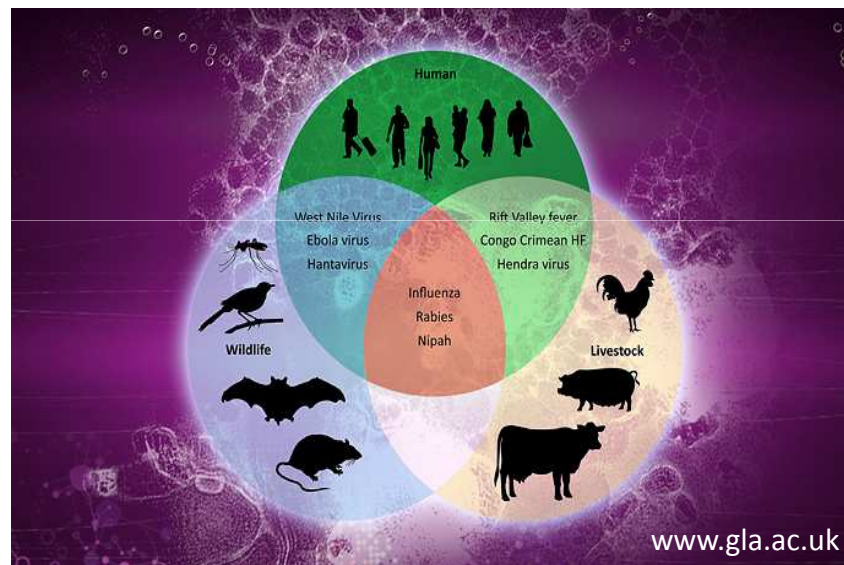 Human
West Nile Virus
Ebola virus
Hantavirus
Rift Valley fever
Congo Crimean HF
Hendra virus
Influenza
Rabies
Nipah
Wildlife
Livestock
www.gla.ac.uk